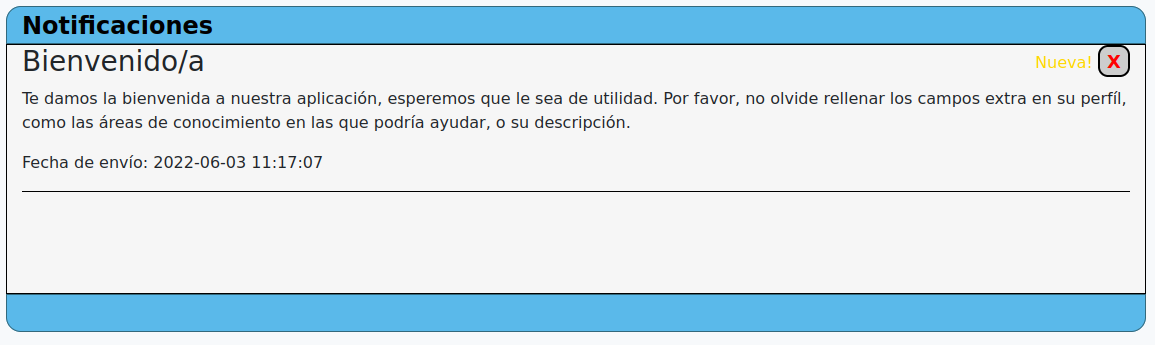 Notificaciones
Bienvenido/a
Nueva! X
Te damos la bienvenida a nuestra aplicación, esperemos que le sea de utilidad. Por favor, no olvide rellenar los campos extra en su perfíl,
como las áreas de conocimiento en las que podría ayudar, o su descripción.
Fecha de envío: 2022-06-03 11:17:07